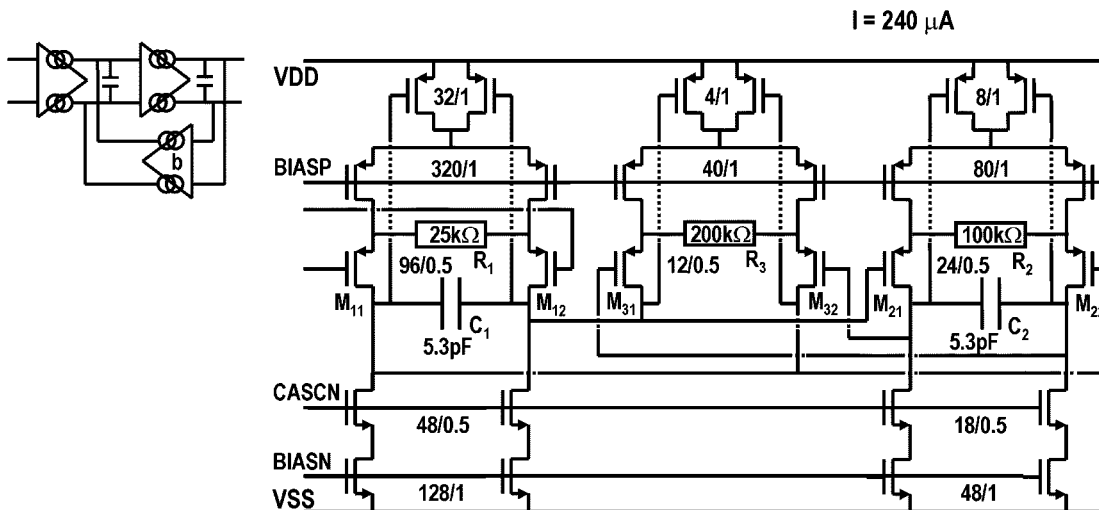 I = 240 μA
VDD
32/1
4/1
8/1
b
BIASP
320/1
40/1
80/1
25kΩ
200kΩ
100kΩ
96/0.5
R1
12/0.5
R3
24/0.5
R2
M11
M12
M31
M32
M21
C1
C2
5.3pF
5.3pF
CASCN
48/0.5
18/0.5
BIASN
128/1
48/1
VSS